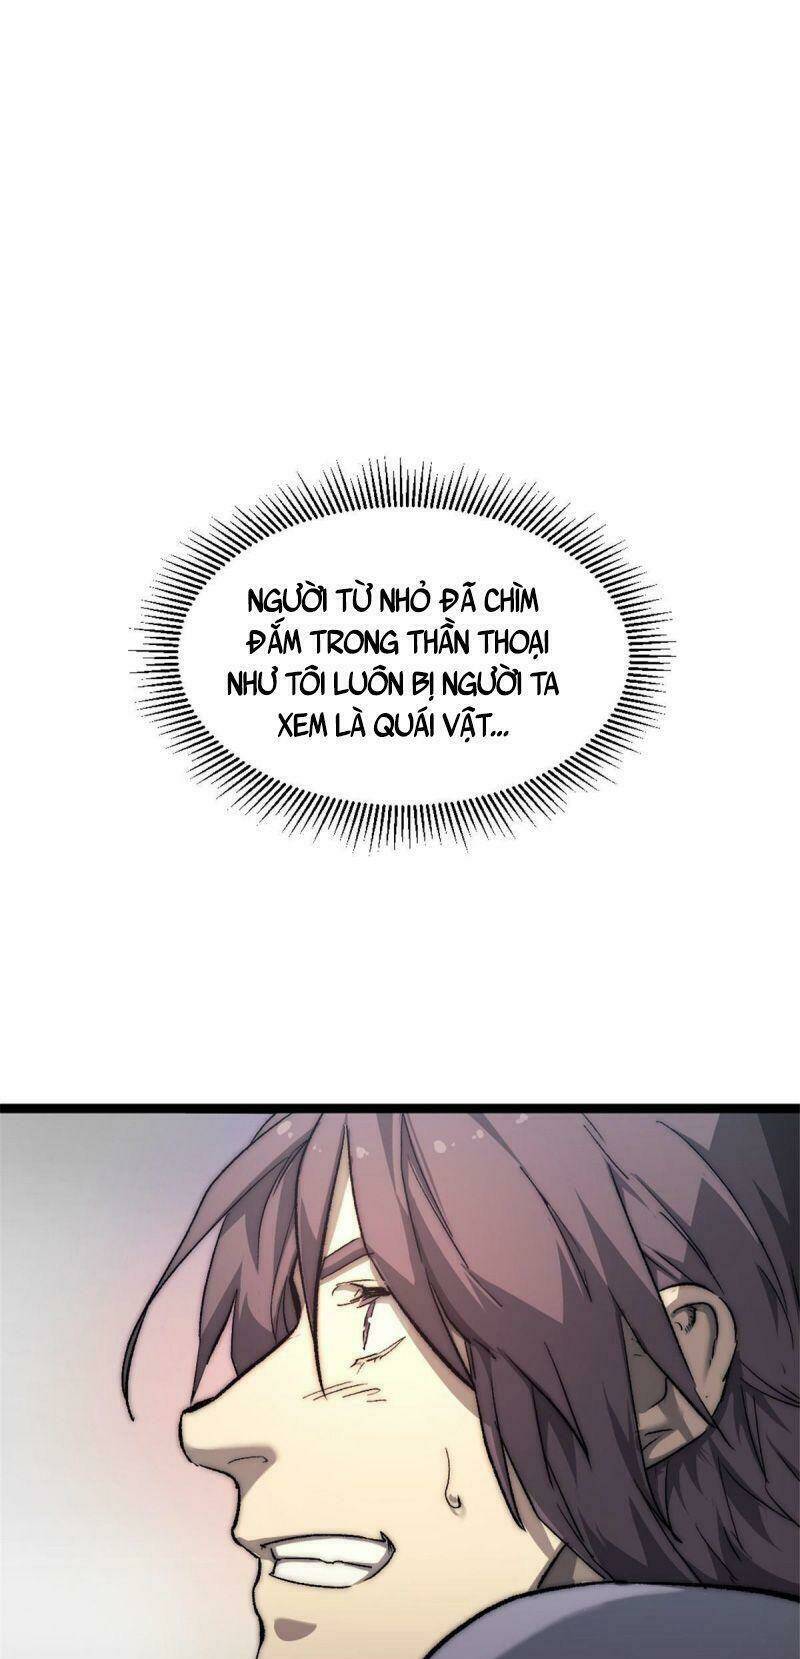 NGƯỜI TỪ NHỎ ĐÃ CHÌM
ĐẮM TRONG THẦN THOẠI
NHƯ TÔI LUÔN BỊ NGƯỜI TA
XEM LÀ QUÁI VẬT...